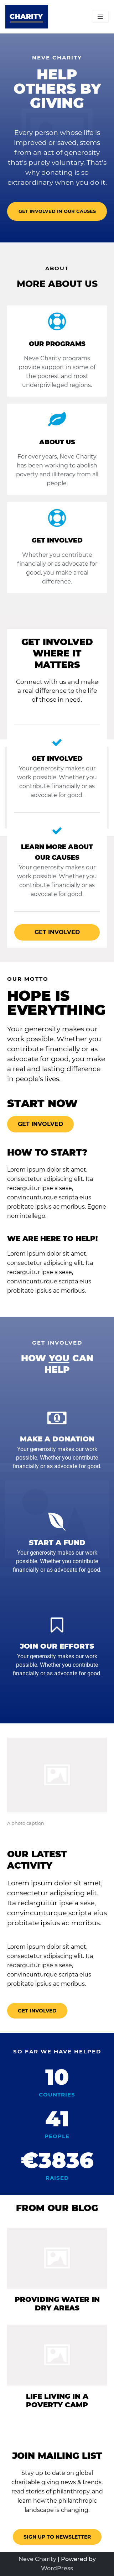 CHARITY
NEVE CHARITY
HELP
OTHERS BY
GIVING
Every person whose life is
improved or saved, stems
from an act of generosity
that's purely voluntary. That's
why donating is so
extraordinary when you do it.
GET INVOLVED IN OUR CAUSES
ABOUT
MORE ABOUT US
OUR PROGRAMS
Neve Charity programs
provide support in some of
the poorest and most
underprivileged regions.
ABOUT US
For over years, Neve Charity
has been working to abolish
poverty and illiteracy from all
people.
GET INVOLVED
Whether you contribute
financially or as advocate for
good, you make a real
difference.
GET INVOLVED
WHERE IT
MATTERS
Connect with us and make
a real difference to the life
of those in need.
GET INVOLVED
Your generosity makes our
work possible. Whether you
contribute financially or as
advocate for good.
LEARN MORE ABOUT
OUR CAUSES
Your generosity makes our
work possible. Whether you
contribute financially or as
advocate for good.
GET INVOLVED
OUR MOTTO
HOPE IS
EVERYTHING
Your generosity makes our
work possible. Whether you
contribute financially or as
advocate for good, you make
a real and lasting difference
in people's lives.
START NOW
GET INVOLVED
HOW TO START?
Lorem ipsum dolor sit amet,
consectetur adipiscing elit. Ita
redarguitur ipse a sese,
convincunturque scripta eius
probitate ipsius ac moribus. Egone
non intellego.
WE ARE HERE TO HELP!
Lorem ipsum dolor sit amet,
consectetur adipiscing elit. Ita
redarguitur ipse a sese,
convincunturque scripta eius
probitate ipsius ac moribus.
GET INVOLVED
HOW YOU CAN
HELP
MAKE A DONATION
Your generosity makes our work
possible. Whether you contribute
financially or as advocate for good.
START A FUND
Your generosity makes our work
possible. Whether you contribute
financially or as advocate for good.
JOIN OUR EFFORTS
Your generosity makes our work
possible. Whether you contribute
financially or as advocate for good.
A photo caption
OUR LATEST
ACTIVITY
Lorem ipsum dolor sit amet,
consectetur adipiscing elit.
Ita redarguitur ipse a sese,
convincunturque scripta eius
probitate ipsius ac moribus.
Lorem ipsum dolor sit amet,
consectetur adipiscing elit. Ita
redarguitur ipse a sese,
convincunturque scripta eius
probitate ipsius ac moribus.
GET INVOLVED
SO FAR WE HAVE HELPED
10
COUNTRIES
41
PEOPLE
€3836
RAISED
FROM OUR BLOG
PROVIDING WATER IN
DRY AREAS
LIFE LIVING IN A
POVERTY CAMP
JOIN MAILING LIST
Stay up to date on global
charitable giving news & trends,
read stories of philanthropy, and
learn how the philanthropic
landscape is changing.
SIGN UP TO NEWSLETTER
Neve Charity | Powered by
WordPress